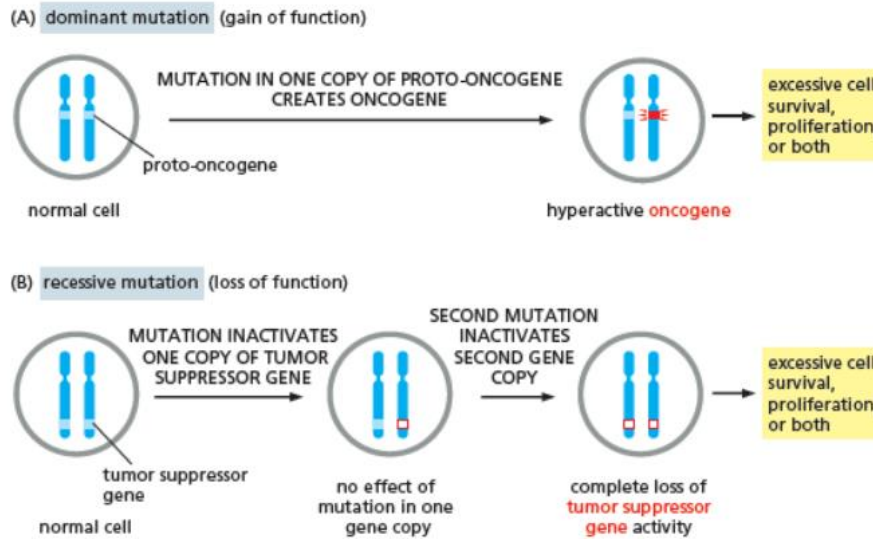 (A) dominant mutation (gain of function)
MUTATION IN ONE COPY OF PROTO-ONCOGENE
CREATES ONCOGENE
excessive cell
survival,
proliferation
or both
proto-oncogene
normal cell
hyperactive oncogene
(B) recessive mutation (loss of function)
MUTATION INACTIVATES
ONE COPY OF TUMOR
SUPPRESSOR GENE
SECOND MUTATION
INACTIVATES
SECOND GENE
COPY
excessive cell
survival,
proliferation
or both
tumor suppressor
gene
normal cell
no effect of
mutation in one
gene copy
complete loss of
tumor suppressor
gene activity